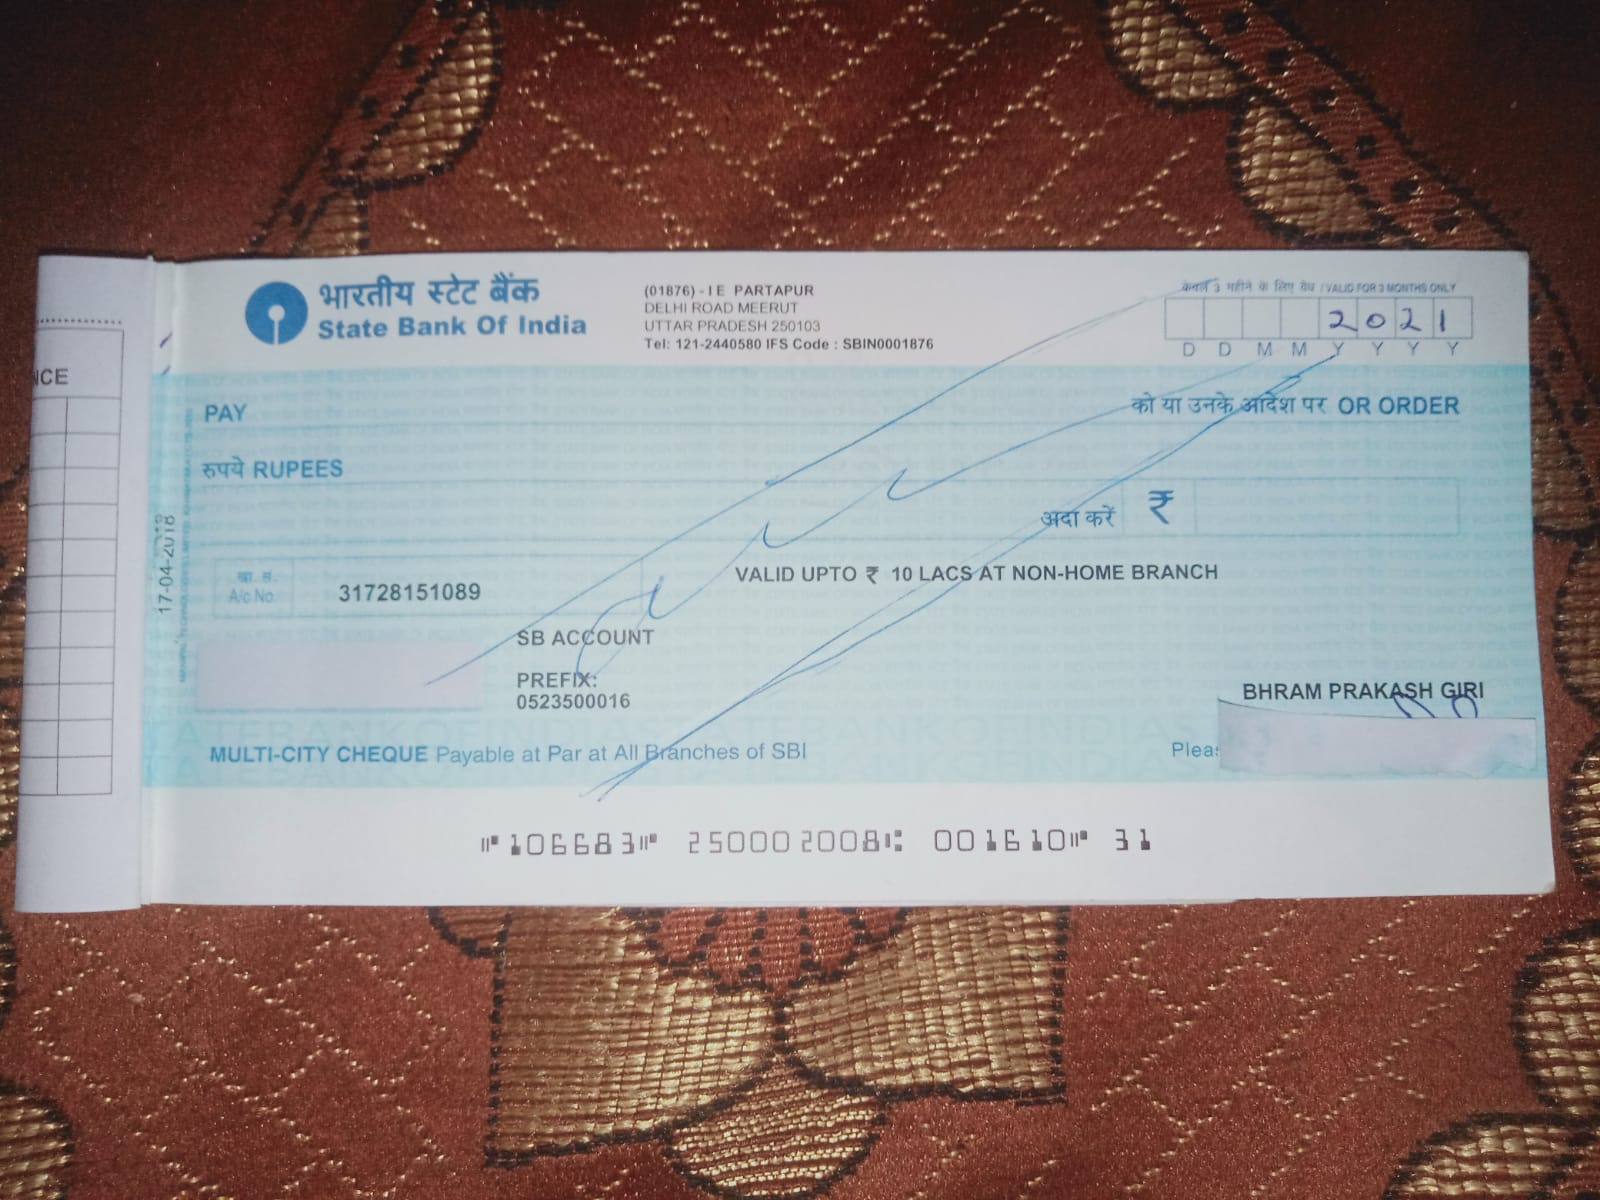 NCE
17-04-2018
भारतीय स्टेट बैंक
State Bank Of India
(01876) - I E PARTAPUR
DELHI ROAD MEERUT
UTTAR PRADESH 250103
Tel: 121-2440580 IFS Code : SBIN0001876
केवल 3 महीने के लिए वैध / VALID FOR 3 MONTHS ONLY
2021
D D M M Y Y Y Y
PAY
को या उनके आदेश पर OR ORDER
रुपये RUPEES
अदा करें ₹
खा. सं.
A/c No. 31728151089
VALID UPTO ₹ 10 LACS AT NON-HOME BRANCH
SB ACCOUNT
PREFIX:
0523500016
BHRAM PRAKASH GIRI
MULTI-CITY CHEQUE Payable at Par at All Branches of SBI
Pleas
⑈106683⑈ 250002008⑆ 001610⑈ 31